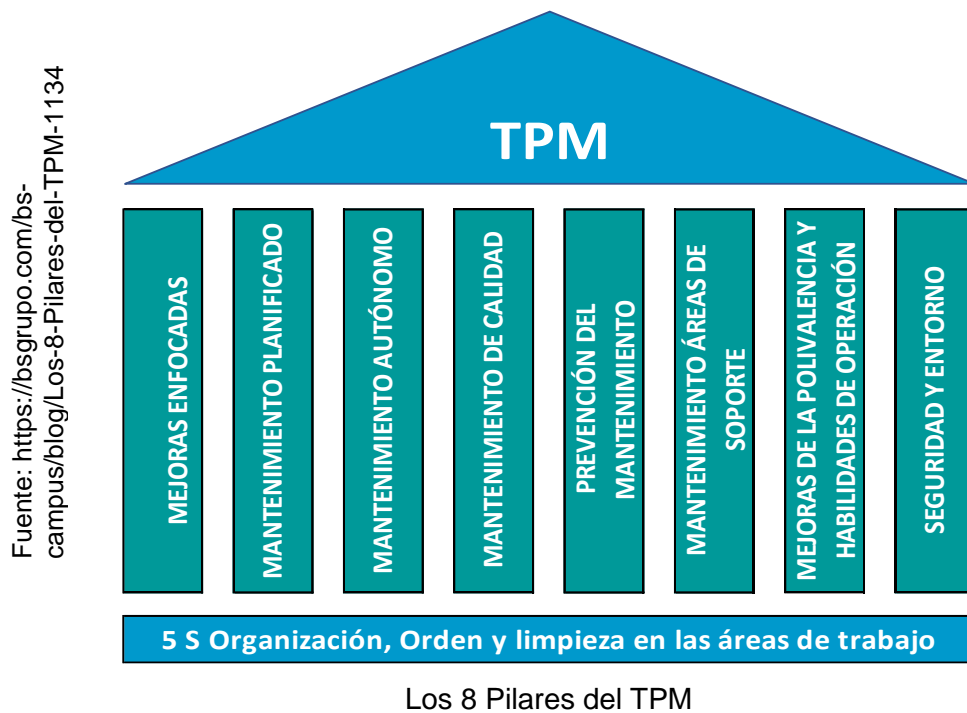 Fuente: https://bsgrupo.com/bs-
campus/blog/Los-8-Pilares-del-TPM-1134
TPM
MEJORAS ENFOCADAS
MANTENIMIENTO PLANIFICADO
MANTENIMIENTO AUTÓNOMO
MANTENIMIENTO DE CALIDAD
PREVENCIÓN DEL
MANTENIMIENTO
MANTENIMIENTO ÁREAS DE
SOPORTE
MEJORAS DE LA POLIVALENCIA Y
HABILIDADES DE OPERACIÓN
SEGURIDAD Y ENTORNO
5 S Organización, Orden y limpieza en las áreas de trabajo
Los 8 Pilares del TPM